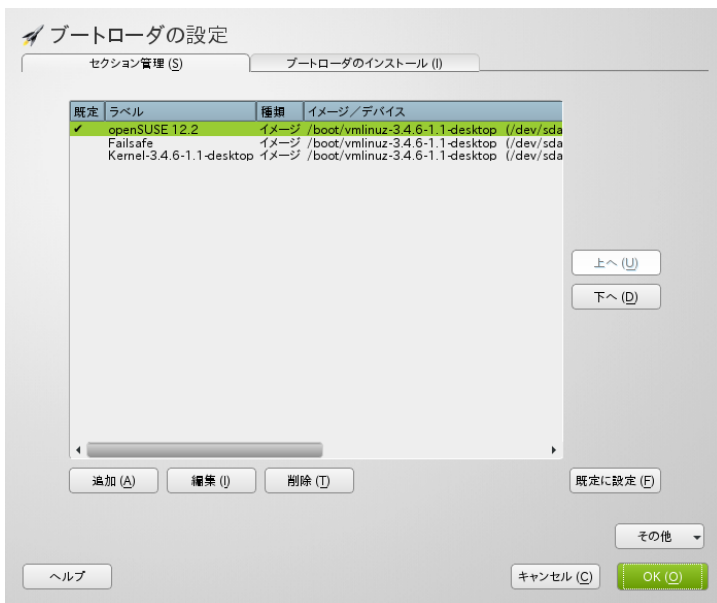 ブートローダの設定
セクション管理 (S) ブートローダのインストール (I)
既定 ラベル 種類 イメージ／デバイス
✔ openSUSE 12.2 イメージ /boot/vmlinuz-3.4.6-1.1-desktop (/dev/sda
Failsafe イメージ /boot/vmlinuz-3.4.6-1.1-desktop (/dev/sda
Kernel-3.4.6-1.1-desktop イメージ /boot/vmlinuz-3.4.6-1.1-desktop (/dev/sda
上へ (U)
下へ (D)
追加 (A) 編集 (I) 削除 (T) 既定に設定 (F)
その他
ヘルプ キャンセル (C) OK (O)